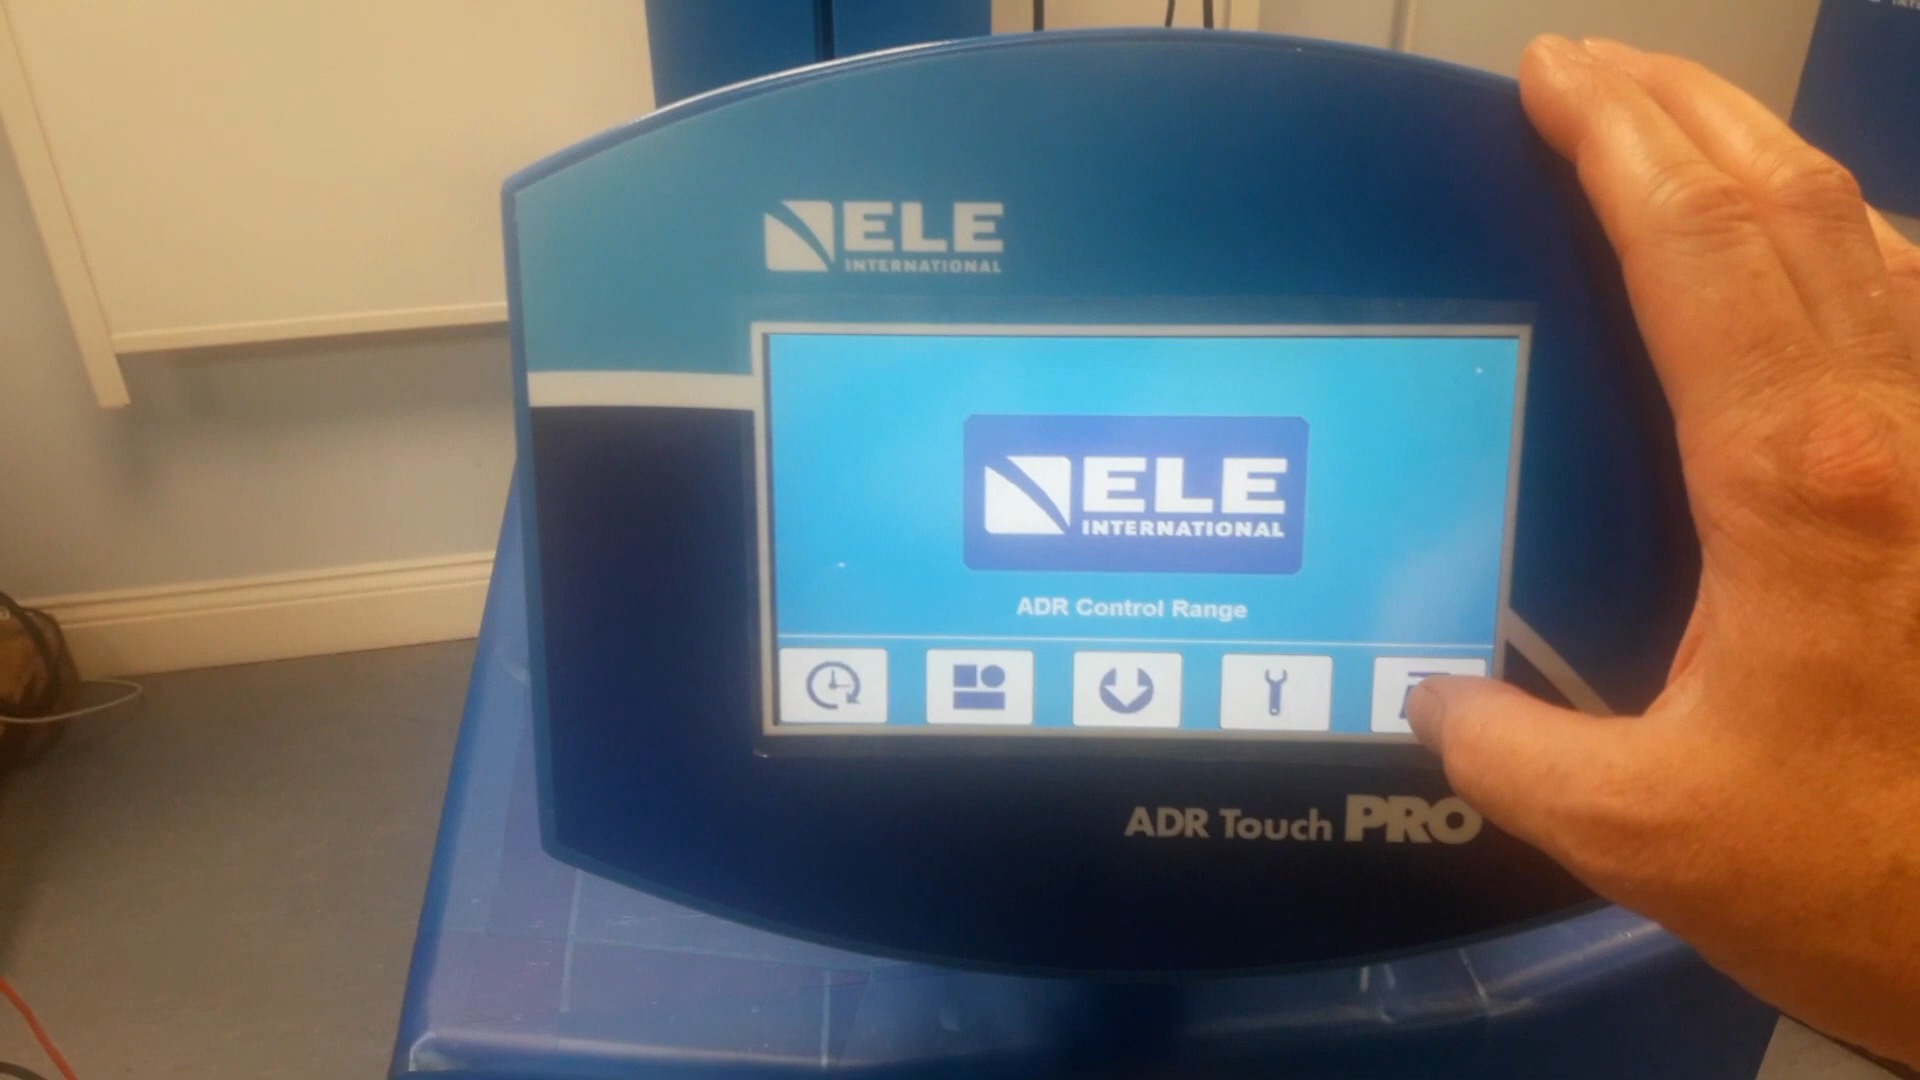 ELE
INTERNATIONAL
ELE
INTERNATIONAL
ADR Control Range
ADR Touch PRO